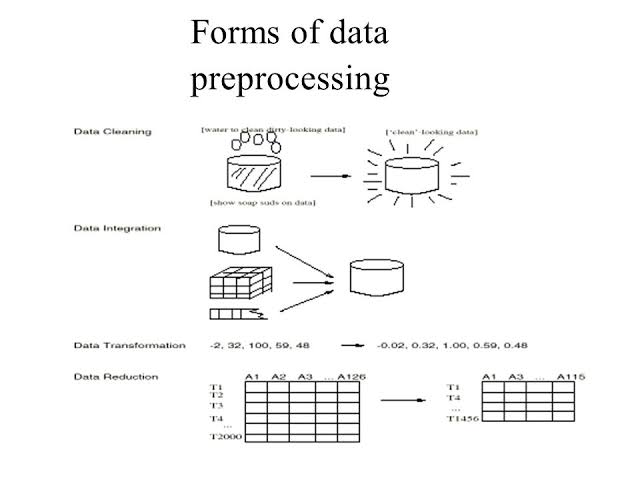 Forms of data
preprocessing
Data Cleaning
[water to clean dirty-looking data]
['clean'-looking data]
[show soap suds on data]
Data Integration
Data Transformation
-2, 32, 100, 59, 48
-0.02, 0.32, 1.00, 0.59, 0.48
Data Reduction
A1 A2 A3 ... A126
T1
T2
T3
T4
...
T2000
A1 A3 ... A115
T1
T4
...
T1456